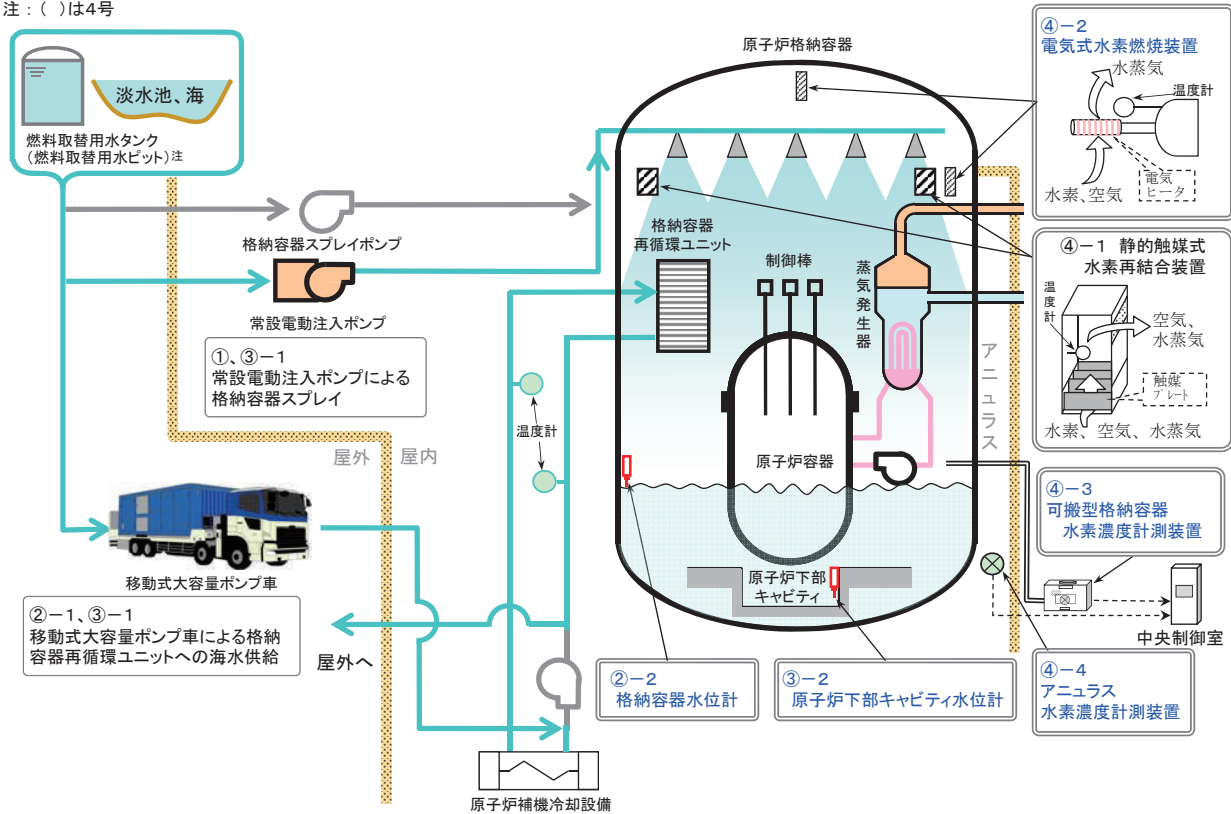 注:( )は4号
淡水池、海
燃料取替用水タンク
(燃料取替用水ピット)注
格納容器スプレイポンプ
常設電動注入ポンプ
①、③-1
常設電動注入ポンプによる
格納容器スプレイ
屋外
屋内
移動式大容量ポンプ車
②-1、③-1
移動式大容量ポンプ車による格納
容器再循環ユニットへの海水供給
屋外へ
温度計
原子炉補機冷却設備
原子炉格納容器
格納容器
再循環ユニット
制御棒
蒸気発生器
原子炉容器
原子炉下部
キャビティ
アニュラス
②-2
格納容器水位計
③-2
原子炉下部キャビティ水位計
④-2
電気式水素燃焼装置
水蒸気
温度計
電気
ヒータ
水素、空気
④-1 静的触媒式
水素再結合装置
温度計
空気、
水蒸気
触媒
プレート
水素、空気、水蒸気
④-3
可搬型格納容器
水素濃度計測装置
中央制御室
④-4
アニュラス
水素濃度計測装置